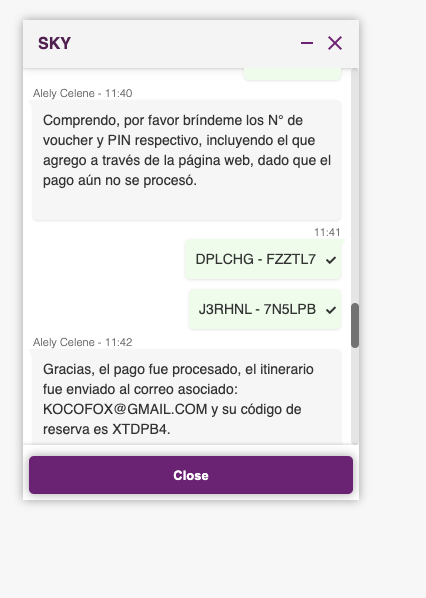 SKY
Alely Celene - 11:40
Comprendo, por favor bríndeme los N° de
voucher y PIN respectivo, incluyendo el que
agrego a través de la página web, dado que el
pago aún no se procesó.
11:41
DPLCHG - FZZTL7
J3RHNL - 7N5LPB
Alely Celene - 11:42
Gracias, el pago fue procesado, el itinerario
fue enviado al correo asociado:
KOCOFOX@GMAIL.COM y su código de
reserva es XTDPB4.
Close